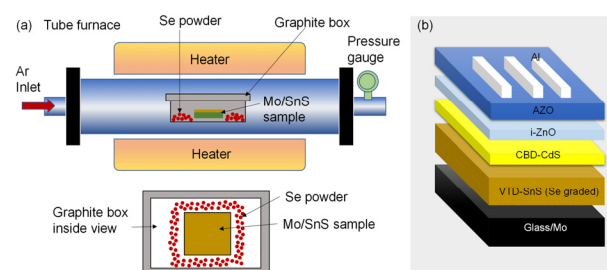 (a)
Tube furnace
Se powder
Graphite box
Heater
Pressure
gauge
Ar
Inlet
Mo/SnS
sample
Heater
Graphite box
inside view
Se powder
Mo/SnS sample
(b)
Al
AZO
i-ZnO
CBD-CdS
VTD-SnS (Se graded)
Glass/Mo